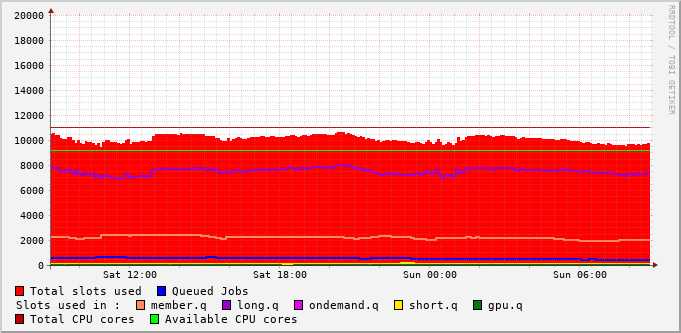 RRDTOOL / TOBI OETIKER
20000
18000
16000
14000
12000
10000
8000
6000
4000
2000
0
Sat 12:00 Sat 18:00 Sun 00:00 Sun 06:00
Total slots used Queued Jobs
Slots used in : member.q long.q ondemand.q short.q gpu.q
Total CPU cores Available CPU cores